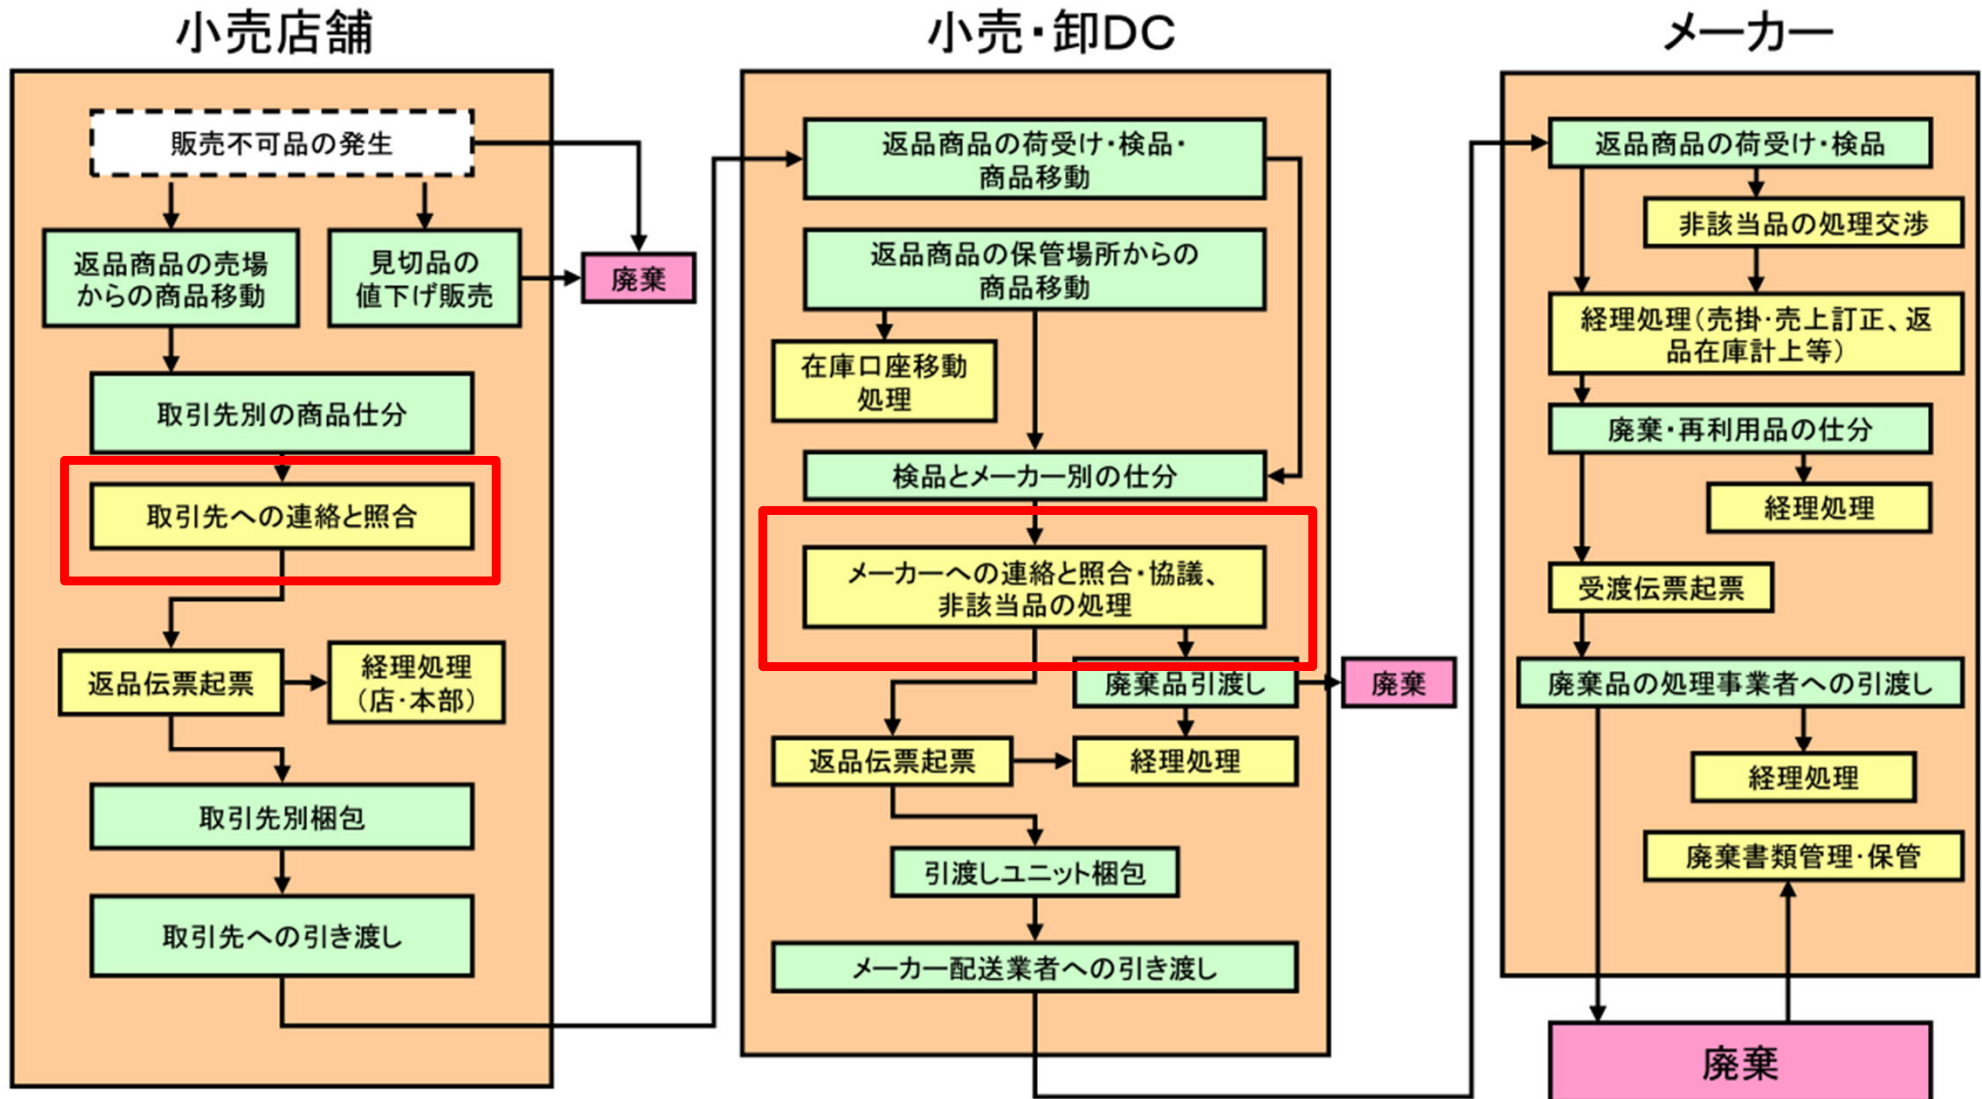 小売店舗
販売不可品の発生
返品商品の売場
からの商品移動
見切品の
値下げ販売
廃棄
取引先別の商品仕分
取引先への連絡と照合
返品伝票起票
経理処理
（店・本部）
取引先別梱包
取引先への引き渡し
小売・卸DC
返品商品の荷受け・検品・
商品移動
返品商品の保管場所からの
商品移動
在庫口座移動
処理
検品とメーカー別の仕分
メーカーへの連絡と照合・協議、
非該当品の処理
廃棄品引渡し
廃棄
返品伝票起票
経理処理
引渡しユニット梱包
メーカー配送業者への引き渡し
メーカー
返品商品の荷受け・検品
非該当品の処理交渉
経理処理（売掛・売上訂正、返
品在庫計上等）
廃棄・再利用品の仕分
経理処理
受渡伝票起票
廃棄品の処理事業者への引渡し
経理処理
廃棄書類管理・保管
廃棄